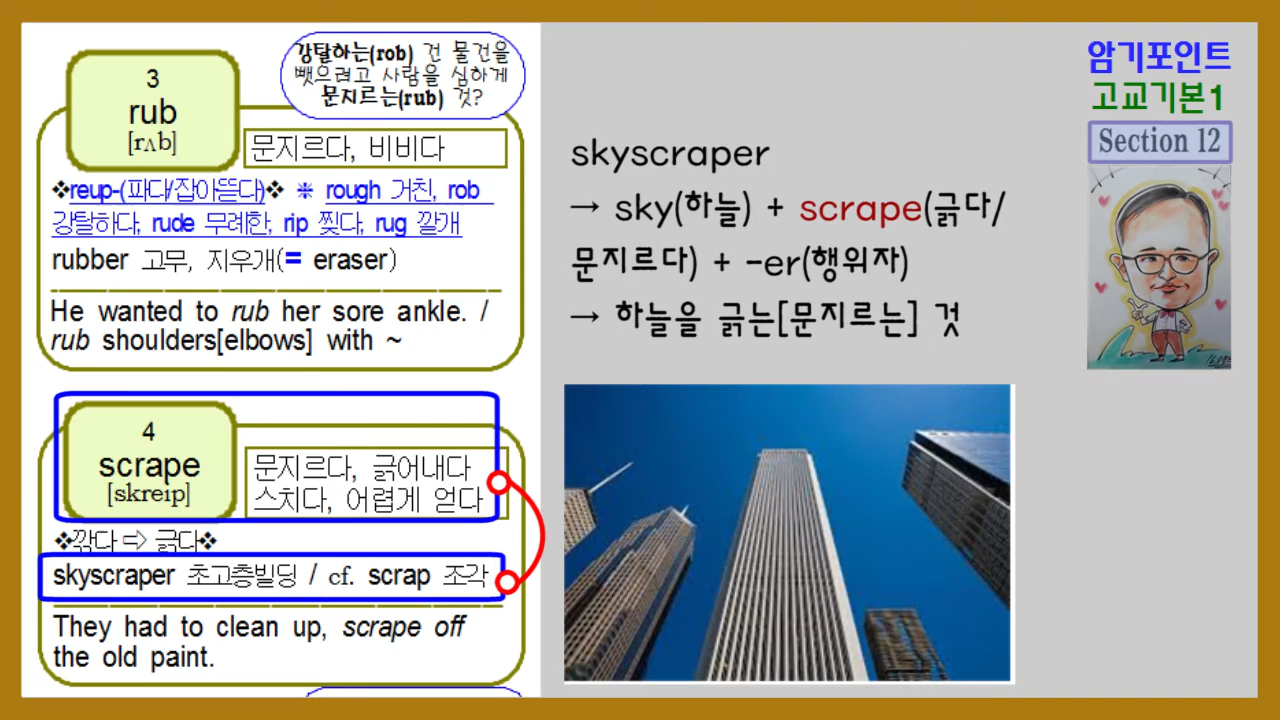 강탈하는(rob) 건 물건을
뺏으려고 사람을 심하게
문지르는(rub) 것?
3
rub
[rʌb]
문지르다, 비비다
❖reup-(파다/잡아뜯다)❖ ✳ rough 거친, rob
강탈하다, rude 무례한, rip 찢다, rug 깔개
rubber 고무, 지우개(= eraser)
He wanted to rub her sore ankle. /
rub shoulders[elbows] with ~
4
scrape
[skreɪp]
문지르다, 긁어내다
스치다, 어렵게 얻다
❖깎다 ⇨ 긁다❖
skyscraper 초고층빌딩 / cf. scrap 조각
They had to clean up, scrape off
the old paint.
skyscraper
→ sky(하늘) + scrape(긁다/
문지르다) + -er(행위자)
→ 하늘을 긁는[문지르는] 것
암기포인트
고교기본1
Section 12